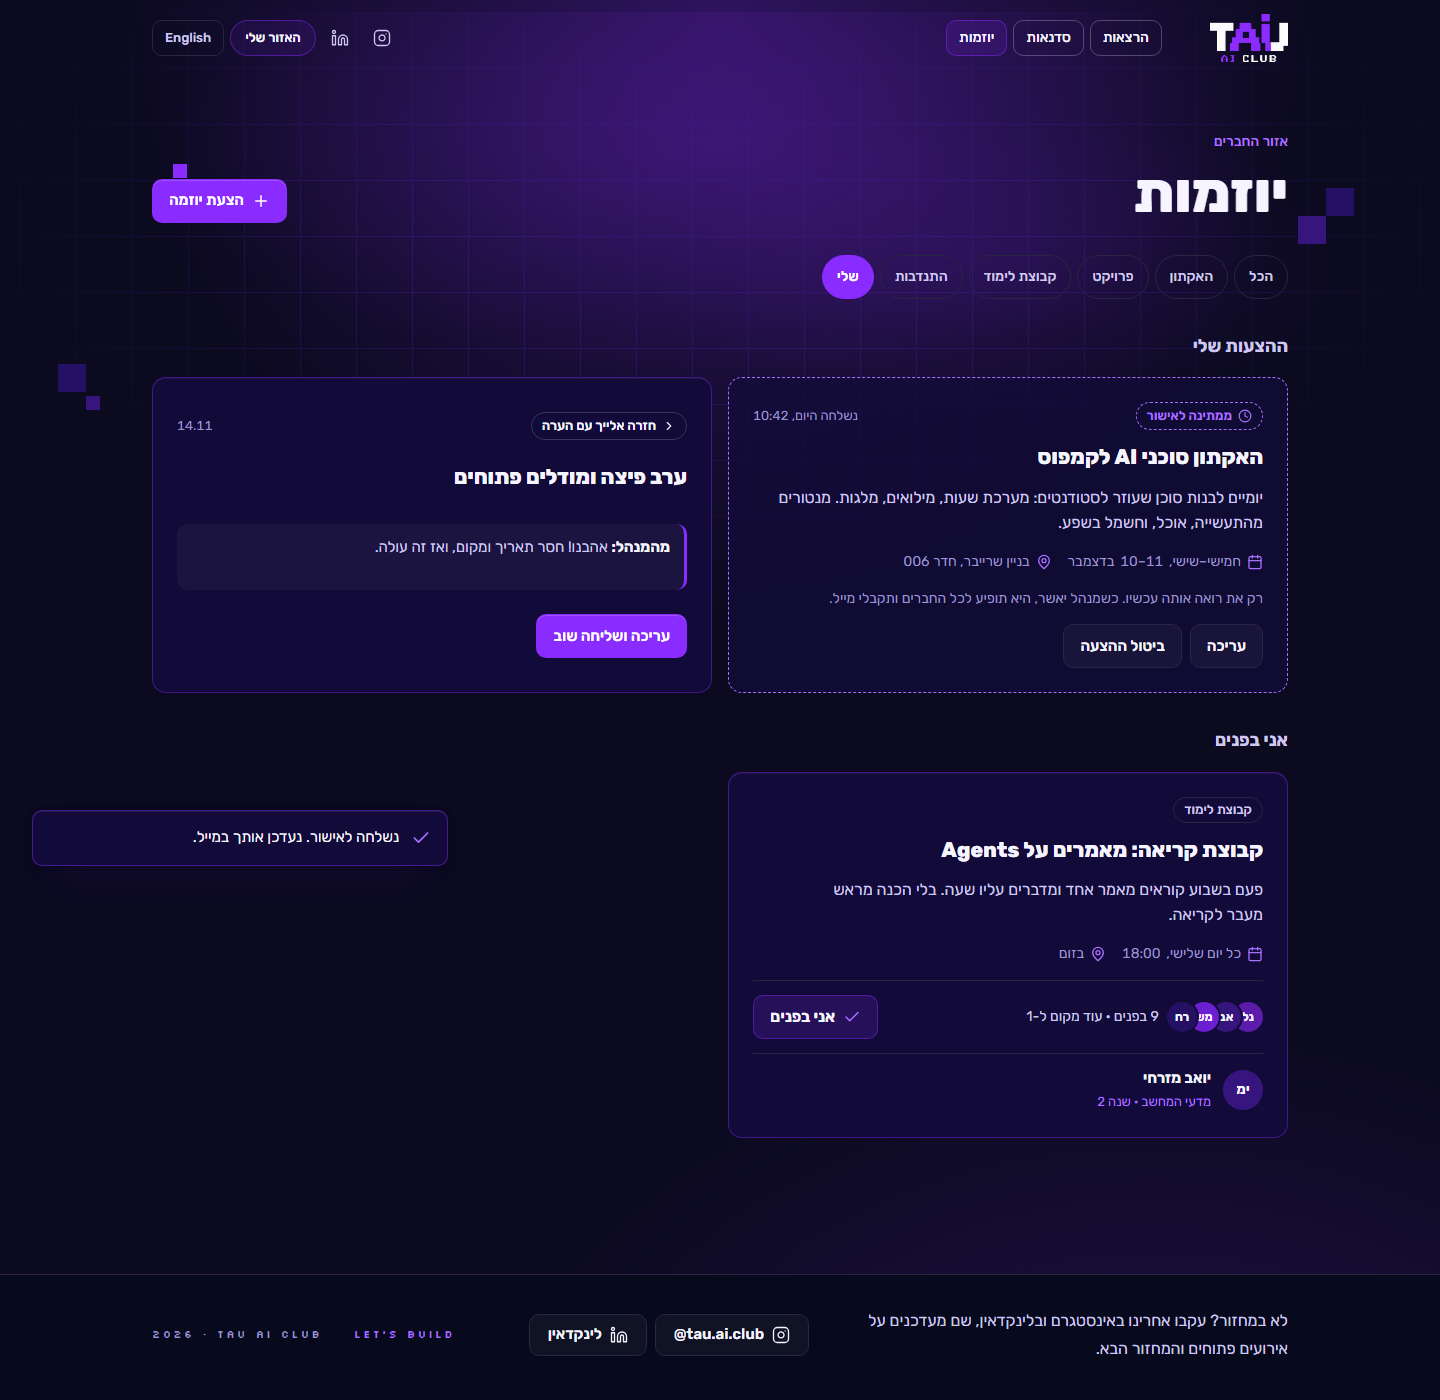 TAU
AI CLUB
הרצאות
סדנאות
יוזמות
האזור שלי
English
אזור החברים
יוזמות
הצעת יוזמה
הכל
האקתון
פרויקט
קבוצת לימוד
התנדבות
שלי
ההצעות שלי
ממתינה לאישור
נשלחה היום, 10:42
האקתון סוכני AI לקמפוס
יומיים לבנות סוכן שעוזר לסטודנטים: מערכת שעות, מילואים, מלגות. מנטורים
מהתעשייה, אוכל, וחשמל בשפע.
חמישי–שישי, 10–11 בדצמבר
בניין שרייבר, חדר 006
רק את רואה אותה עכשיו. כשמנהל יאשר, היא תופיע לכל החברים ותקבלי מייל.
עריכה
ביטול ההצעה
חזרה אלייך עם הערה
14.11
ערב פיצה ומודלים פתוחים
מהמנהל: אהבנו! חסר תאריך ומקום, ואז זה עולה.
עריכה ושליחה שוב
אני בפנים
קבוצת לימוד
קבוצת קריאה: מאמרים על Agents
פעם בשבוע קוראים מאמר אחד ומדברים עליו שעה. בלי הכנה מראש
מעבר לקריאה.
כל יום שלישי, 18:00
בזום
גל
אב
מש
רח
9 בפנים • עוד מקום ל-1
אני בפנים
ימ
יואב מזרחי
מדעי המחשב • שנה 2
נשלחה לאישור. נעדכן אותך במייל.
לא במחזור? עקבו אחרינו באינסטגרם ובלינקדאין, שם מעדכנים על
אירועים פתוחים והמחזור הבא.
@tau.ai.club
לינקדאין
LET'S BUILD
2026 · TAU AI CLUB